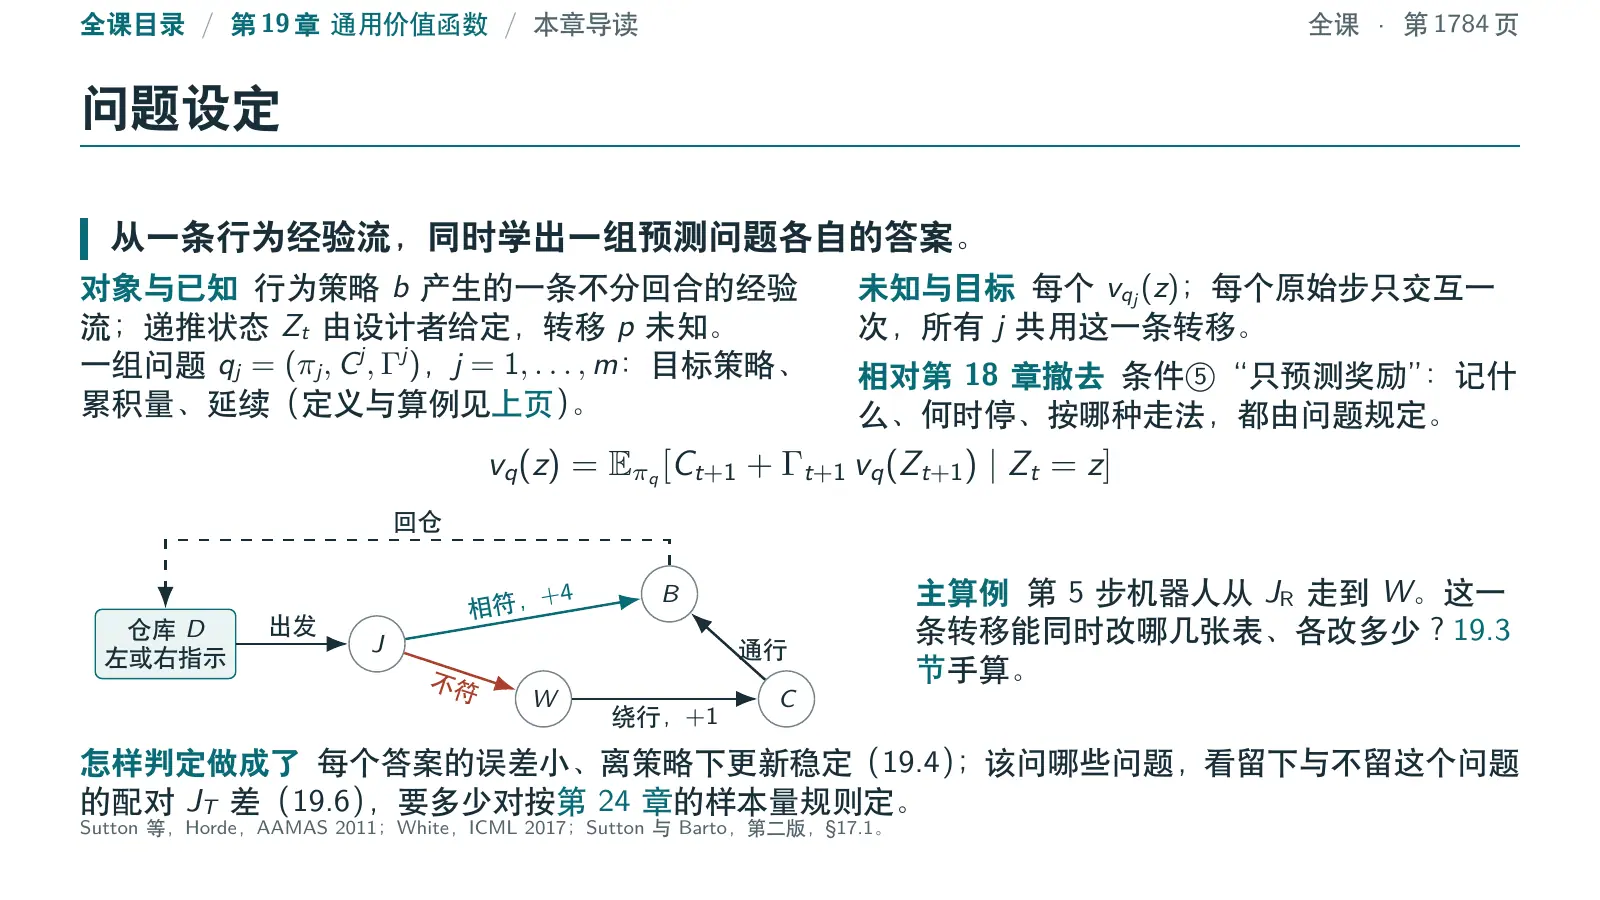 全课目录 / 第 19 章 通用价值函数 / 本章导读
全课 · 第 1784 页
问题设定
从一条行为经验流，同时学出一组预测问题各自的答案。
对象与已知 行为策略 b 产生的一条不分回合的经验
流；递推状态 Z_t 由设计者给定，转移 p 未知。
一组问题 q_j = (π_j, C^j, Γ^j)，j = 1, . . . , m：目标策略、
累积量、延续（定义与算例见上页）。
未知与目标 每个 v_{q_j}(z)；每个原始步只交互一
次，所有 j 共用这一条转移。
相对第 18 章撤去 条件⑤ “只预测奖励”：记什
么、何时停、按哪种走法，都由问题规定。
v_q(z) = 𝔼_{π_q}[C_{t+1} + Γ_{t+1} v_q(Z_{t+1}) | Z_t = z]
回仓
仓库 D
左或右指示
出发
J
相符，+4
B
不符
W
绕行，+1
C
通行
主算例 第 5 步机器人从 J_R 走到 W。这一
条转移能同时改哪几张表、各改多少？19.3
节手算。
怎样判定做成了 每个答案的误差小、离策略下更新稳定（19.4）；该问哪些问题，看留下与不留这个问题
的配对 J_T 差（19.6），要多少对按第 24 章的样本量规则定。
Sutton 等，Horde，AAMAS 2011；White，ICML 2017；Sutton 与 Barto，第二版，§17.1。